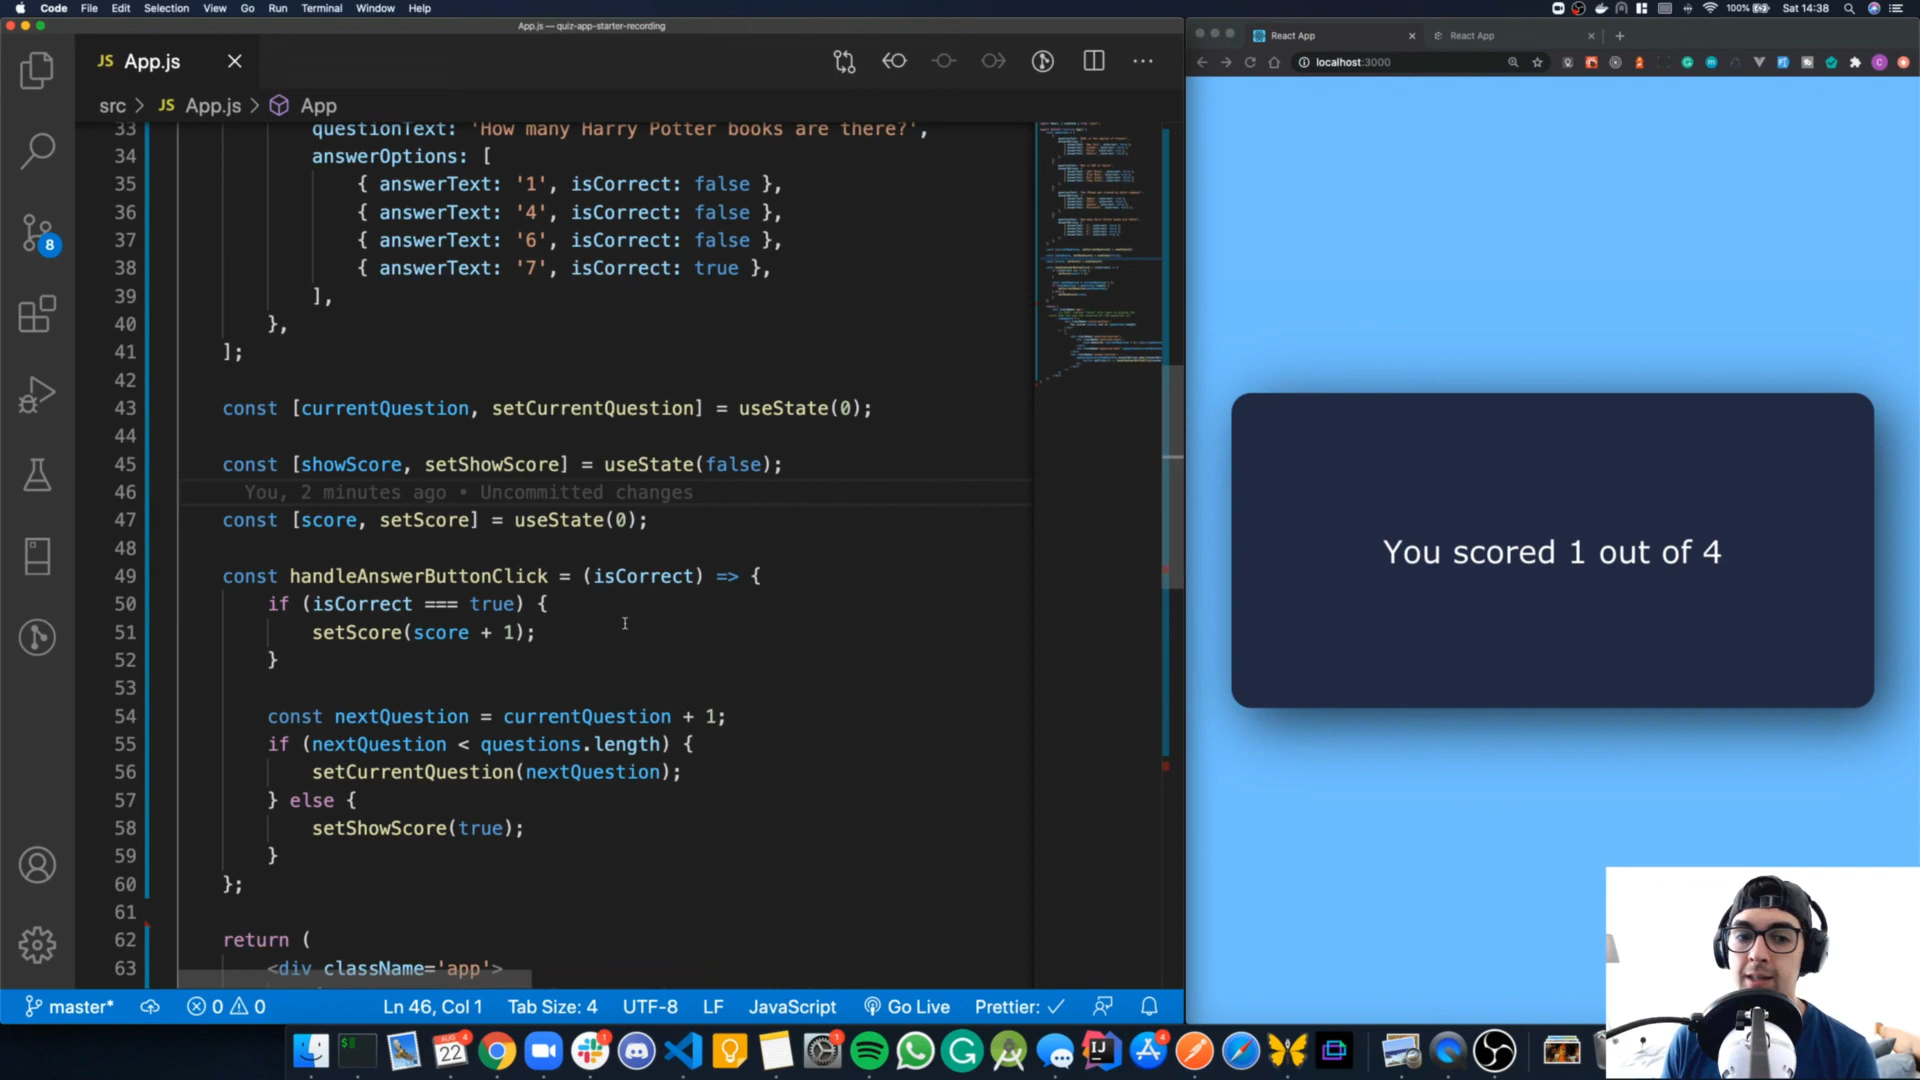 Code File Edit Selection View Go Run Terminal Window Help
100% Sat 14:38
App.js — quiz-app-starter-recording
JS App.js
src > JS App.js > App
33 questionText: 'How many Harry Potter books are there?',
34 answerOptions: [
35 { answerText: '1', isCorrect: false },
36 { answerText: '4', isCorrect: false },
37 { answerText: '6', isCorrect: false },
38 { answerText: '7', isCorrect: true },
39 ],
40 },
41 ];
42
43 const [currentQuestion, setCurrentQuestion] = useState(0);
44
45 const [showScore, setShowScore] = useState(false);
46 You, 2 minutes ago • Uncommitted changes
47 const [score, setScore] = useState(0);
48
49 const handleAnswerButtonClick = (isCorrect) => {
50 if (isCorrect === true) {
51 setScore(score + 1);
52 }
53
54 const nextQuestion = currentQuestion + 1;
55 if (nextQuestion < questions.length) {
56 setCurrentQuestion(nextQuestion);
57 } else {
58 setShowScore(true);
59 }
60 };
61
62 return (
63 <div className='app'>
8
master* 0 0 Ln 46, Col 1 Tab Size: 4 UTF-8 LF JavaScript Go Live Prettier: ✓
React App
React App
localhost:3000
You scored 1 out of 4
AUG 22